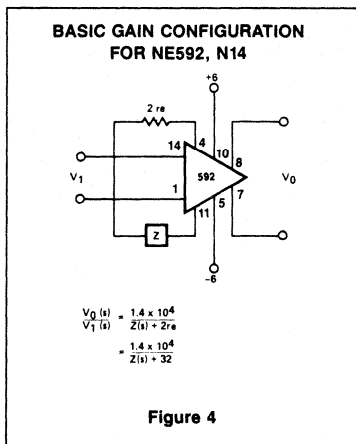 BASIC GAIN CONFIGURATION
FOR NE592, N14
+6
2 re
4
14
10
8
V1
592
V0
1
7
11
5
Z
-6
V0 (s) / V1 (s) = 1.4 x 10^4 / Z(s) + 2re
= 1.4 x 10^4 / Z(s) + 32
Figure 4